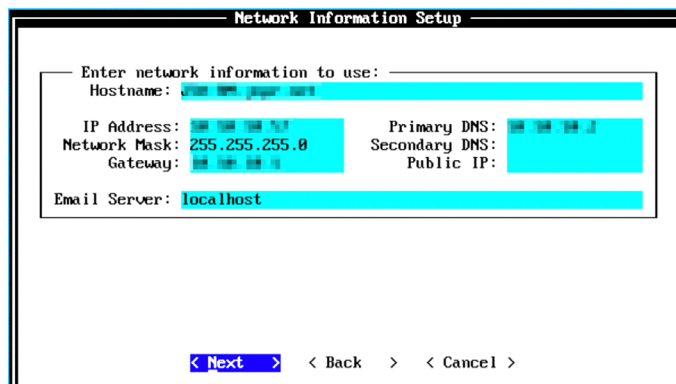 Network Information Setup
Enter network information to use:
Hostname:
IP Address: Primary DNS:
Network Mask: 255.255.255.0 Secondary DNS:
Gateway: Public IP:
Email Server: localhost
< Next > < Back > < Cancel >